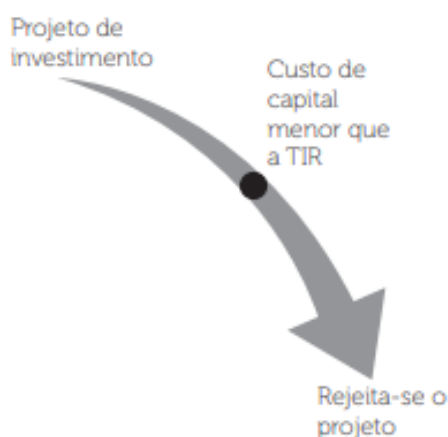 Projeto de
investimento
Custo de
capital
menor que
a TIR
Rejeita-se o
projeto